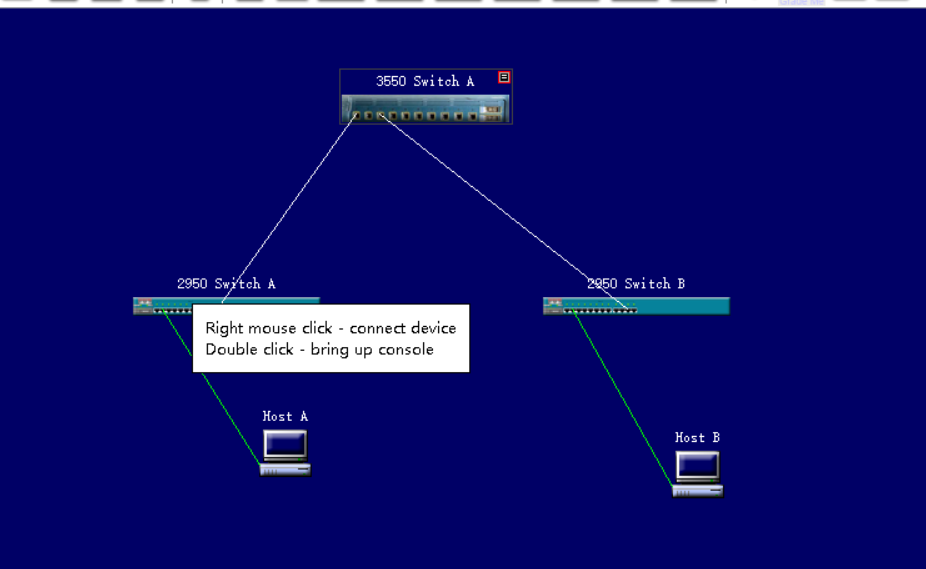 3550 Switch A
2950 Switch A
2950 Switch B
Right mouse click - connect device
Double click - bring up console
Host A
Host B